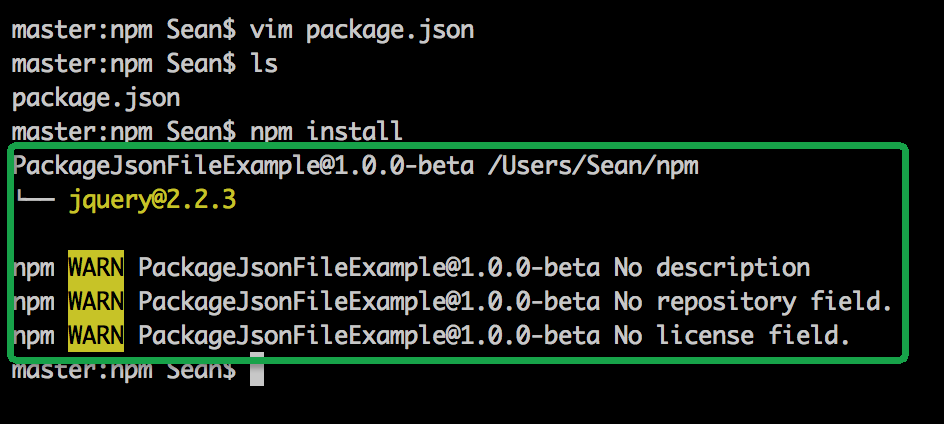 master:npm Sean$ vim package.json
master:npm Sean$ ls
package.json
master:npm Sean$ npm install
PackageJsonFileExample@1.0.0-beta /Users/Sean/npm
└── jquery@2.2.3
npm WARN PackageJsonFileExample@1.0.0-beta No description
npm WARN PackageJsonFileExample@1.0.0-beta No repository field.
npm WARN PackageJsonFileExample@1.0.0-beta No license field.
master:npm Sean$